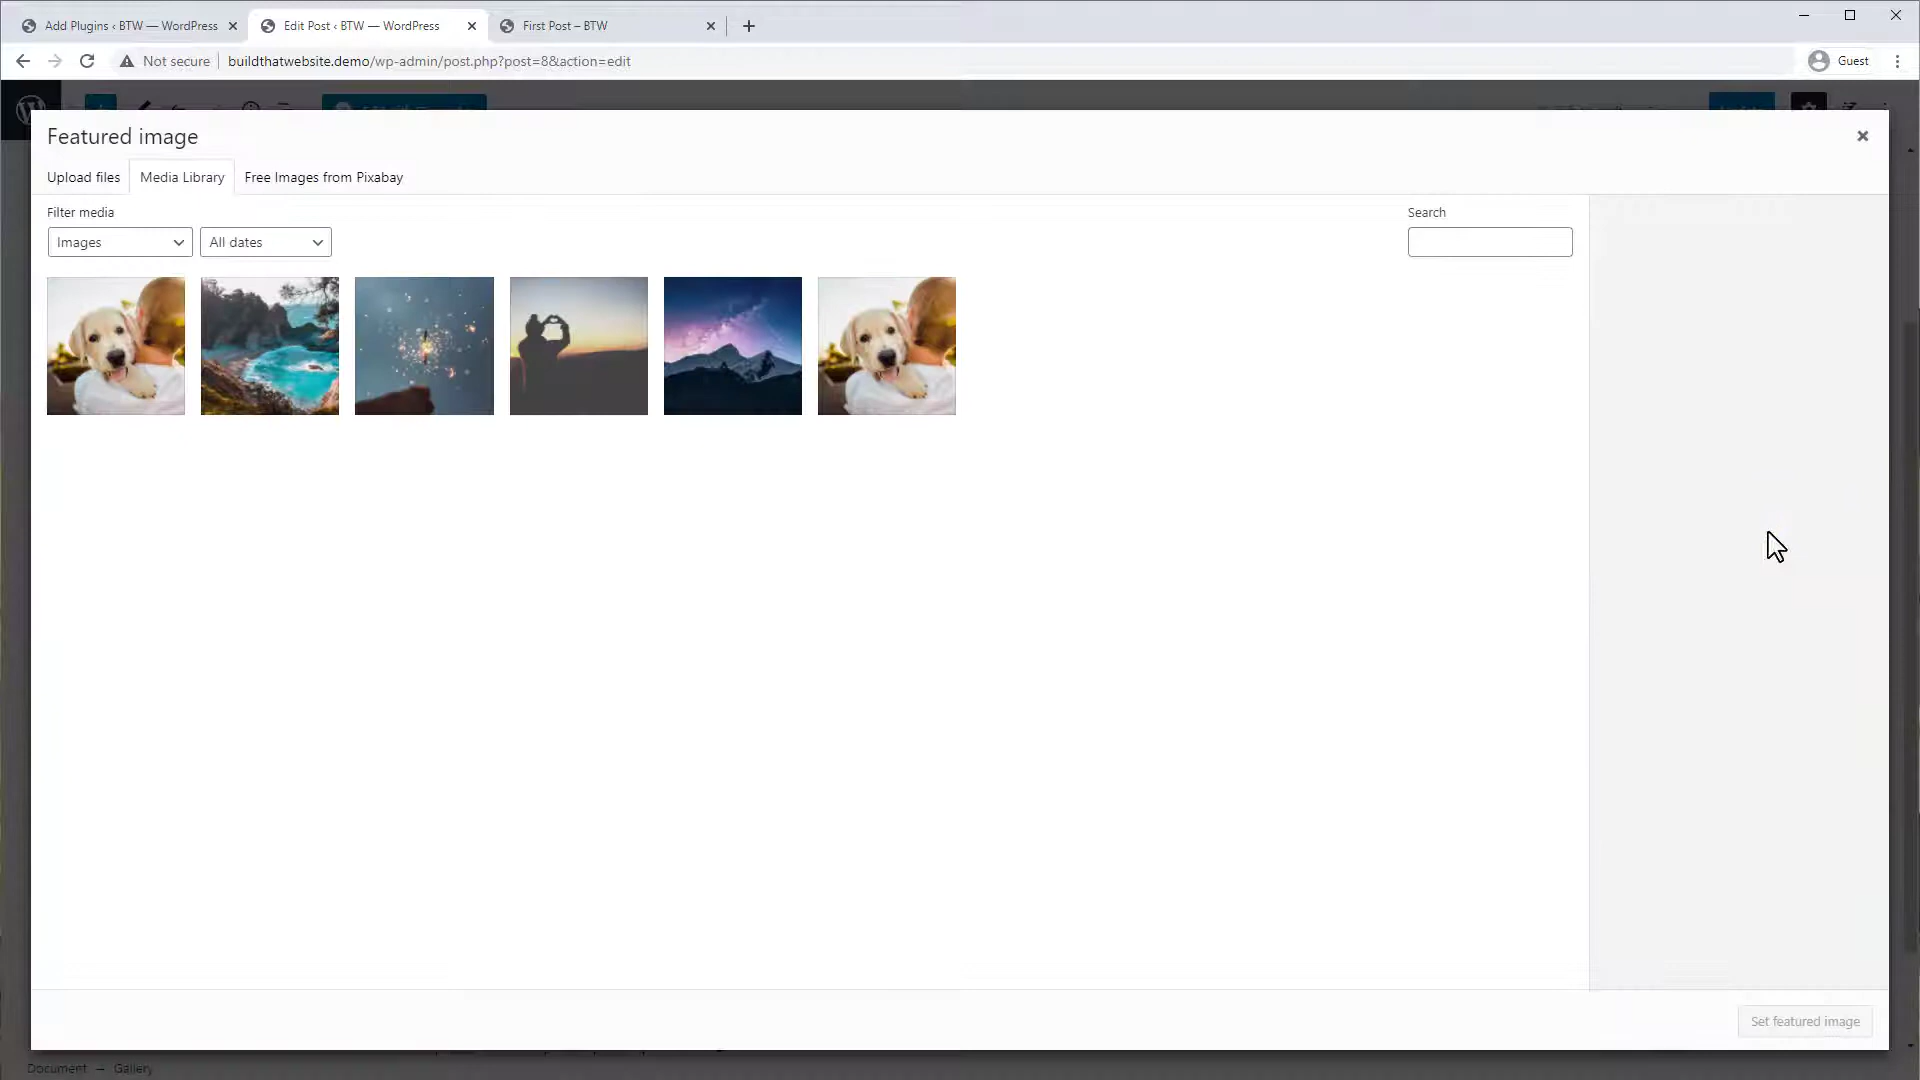 Add Plugins ‹ BTW — WordPress
Edit Post ‹ BTW — WordPress
First Post – BTW
Not secure
buildthatwebsite.demo/wp-admin/post.php?post=8&action=edit
Guest
Featured image
Upload files
Media Library
Free Images from Pixabay
Filter media
Search
Images
All dates
Set featured image
Document → Gallery